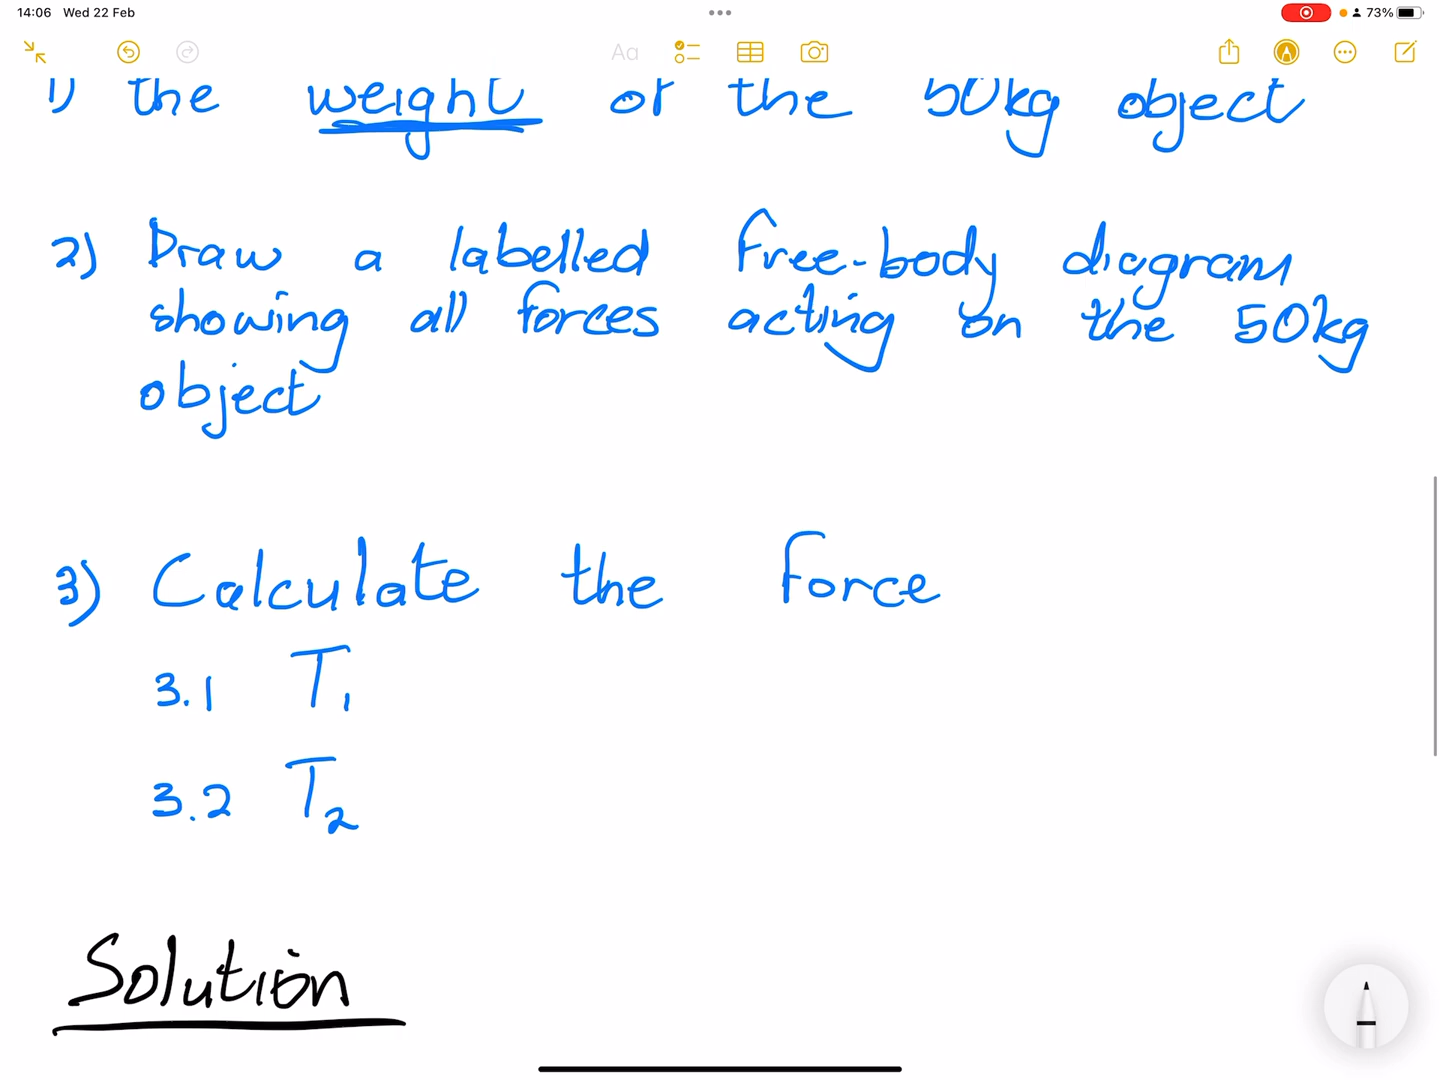 14:06 Wed 22 Feb
73%
Aa
1) the weight of the 50kg object
2) Draw a labelled free-body diagram
showing all forces acting on the 50kg
object
3) Calculate the force
3.1 T₁
3.2 T₂
Solution